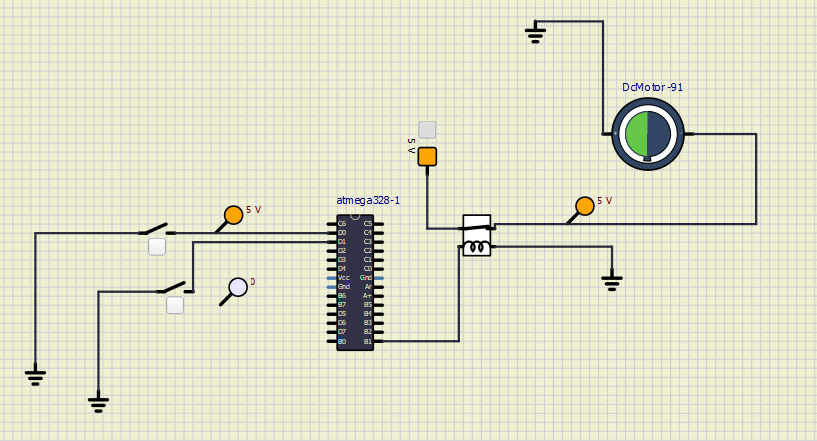 DcMotor-91
5 V
atmega328-1
5 V
5 V
0
C6 C5
D0 C4
D1 C3
D2 C2
D3 C1
D4 C0
Vcc Gnd
Gnd Ar
B6 A+
B7 B5
D5 B4
D6 B3
D7 B2
B0 B1